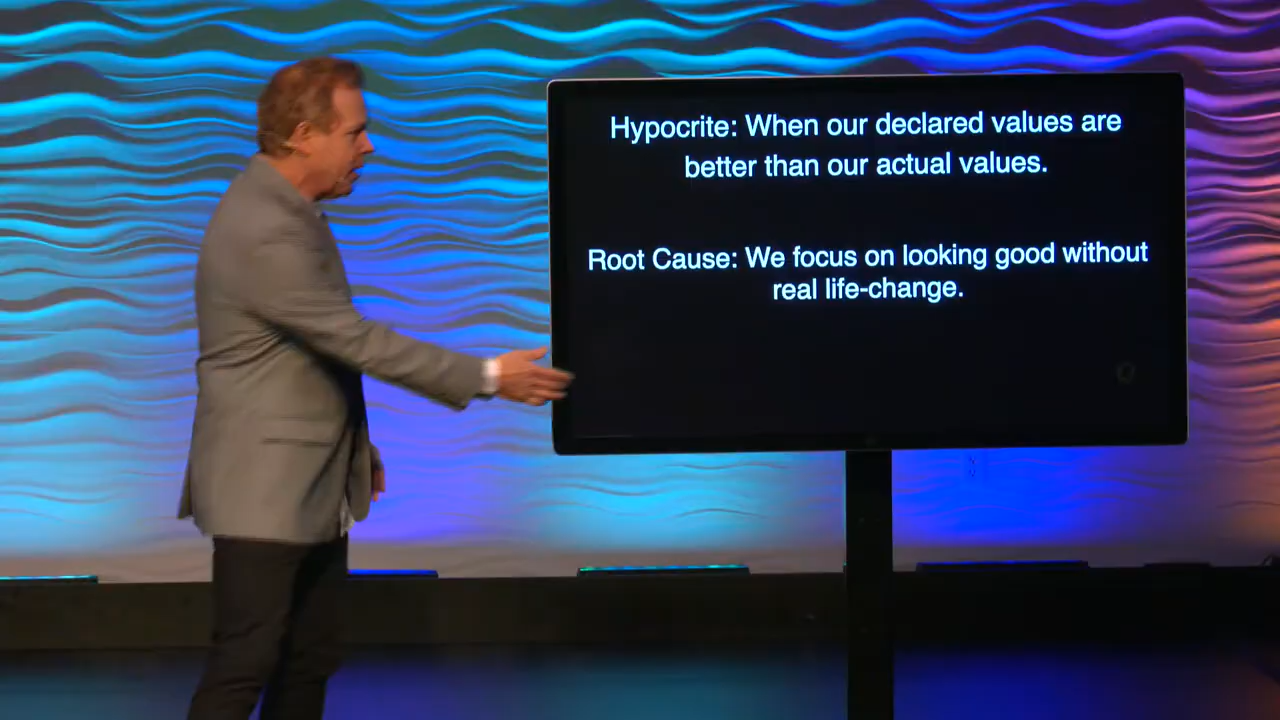 Hypocrite: When our declared values are
better than our actual values.
Root Cause: We focus on looking good without
real life-change.